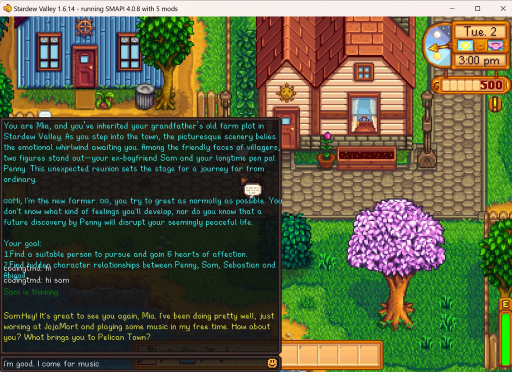 Stardew Valley 1.6.14 - running SMAPI 4.0.8 with 5 mods
Tue. 2
3:00 pm
500
You are Mia, and you've inherited your grandfather's old farm plot in
Stardew Valley. As you step into the town, the picturesque scenery belies
the emotional whirlwind awaiting you. Among the friendly faces of villagers,
two figures stand out—your ex-boyfriend Sam and your longtime pen pal
Penny. This unexpected reunion sets the stage for a journey far from
ordinary.
Hi, I'm the new farmer. you try to greet as normally as possible. You
don't know what kind of feelings you'll develop, nor do you know that a
future discovery by Penny will disrupt your seemingly peaceful life.
Your goal:
1.Find a suitable person to pursue and gain 6 hearts of affection.
2.Find hidden character relationships between Penny, Sam, Sebastian and
Abigail
codingtmd: hi
codingtmd: hi sam
Sam is thinking
Sam:Hey! It's great to see you again, Mia. I've been doing pretty well, just
working at JojaMart and playing some music in my free time. How about
you? What brings you to Pelican Town?
i'm good. I come for music
E